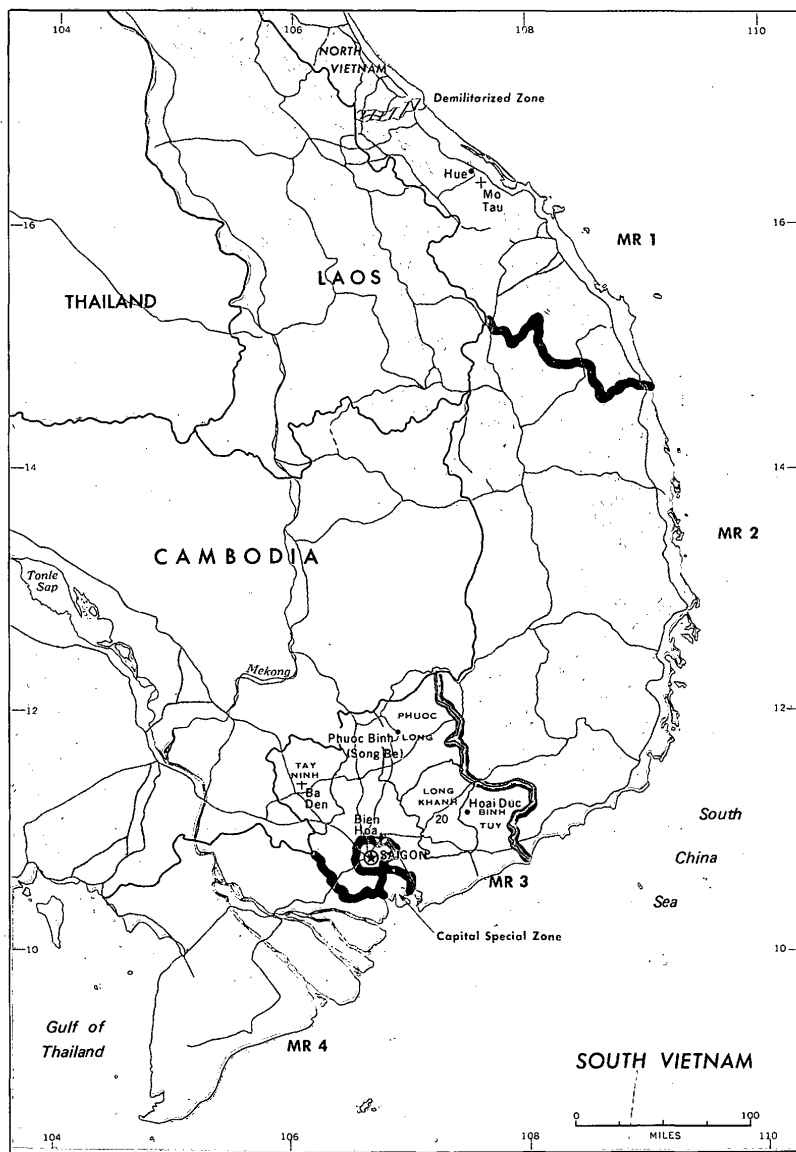 104
106
108
110
NORTH
VIETNAM
Demilitarized Zone
Hue
Mo
Tau
16
16
MR 1
LAOS
THAILAND
14
14
MR 2
CAMBODIA
Tonle
Sap
Mekong
12
12
PHUOC
LONG
Phuoc Binh
(Song Be)
TAY
NINH
Ba
Den
LONG
KHANH
20
Hoai Duc
BINH
TUY
Bien
Hoa
SAIGON
South
China
Sea
MR 3
Capital Special Zone
10
10
Gulf of
Thailand
MR 4
SOUTH VIETNAM
0
100
MILES
104
106
108
110